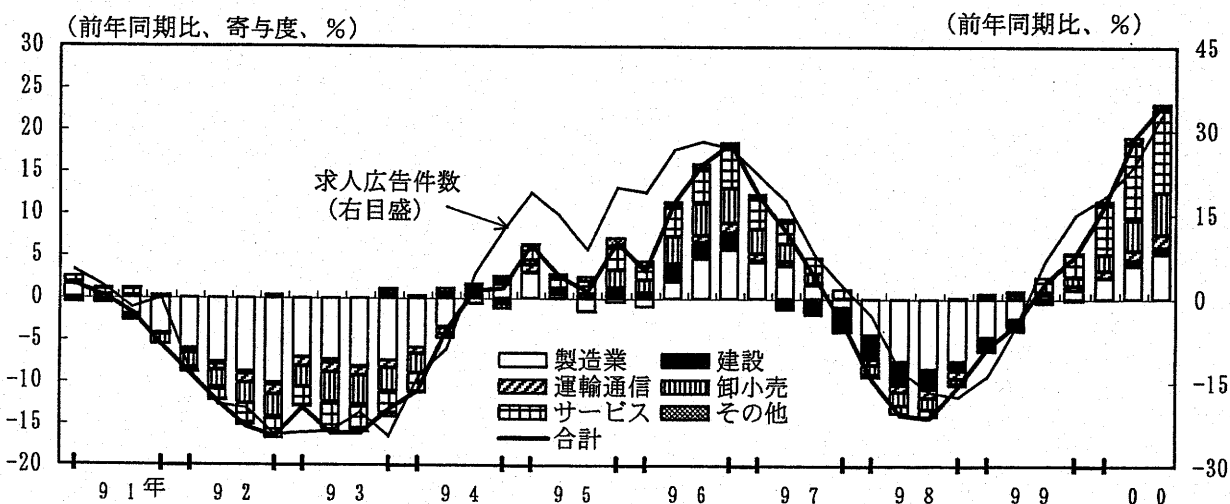 (前年同期比、寄与度、%)
(前年同期比、%)
30
25
20
15
10
5
0
-5
-10
-15
-20
45
30
15
0
-15
-30
求人広告件数
(右目盛)
製造業
建設
運輸通信
卸小売
サービス
その他
合計
91年 92 93 94 95 96 97 98 99 00